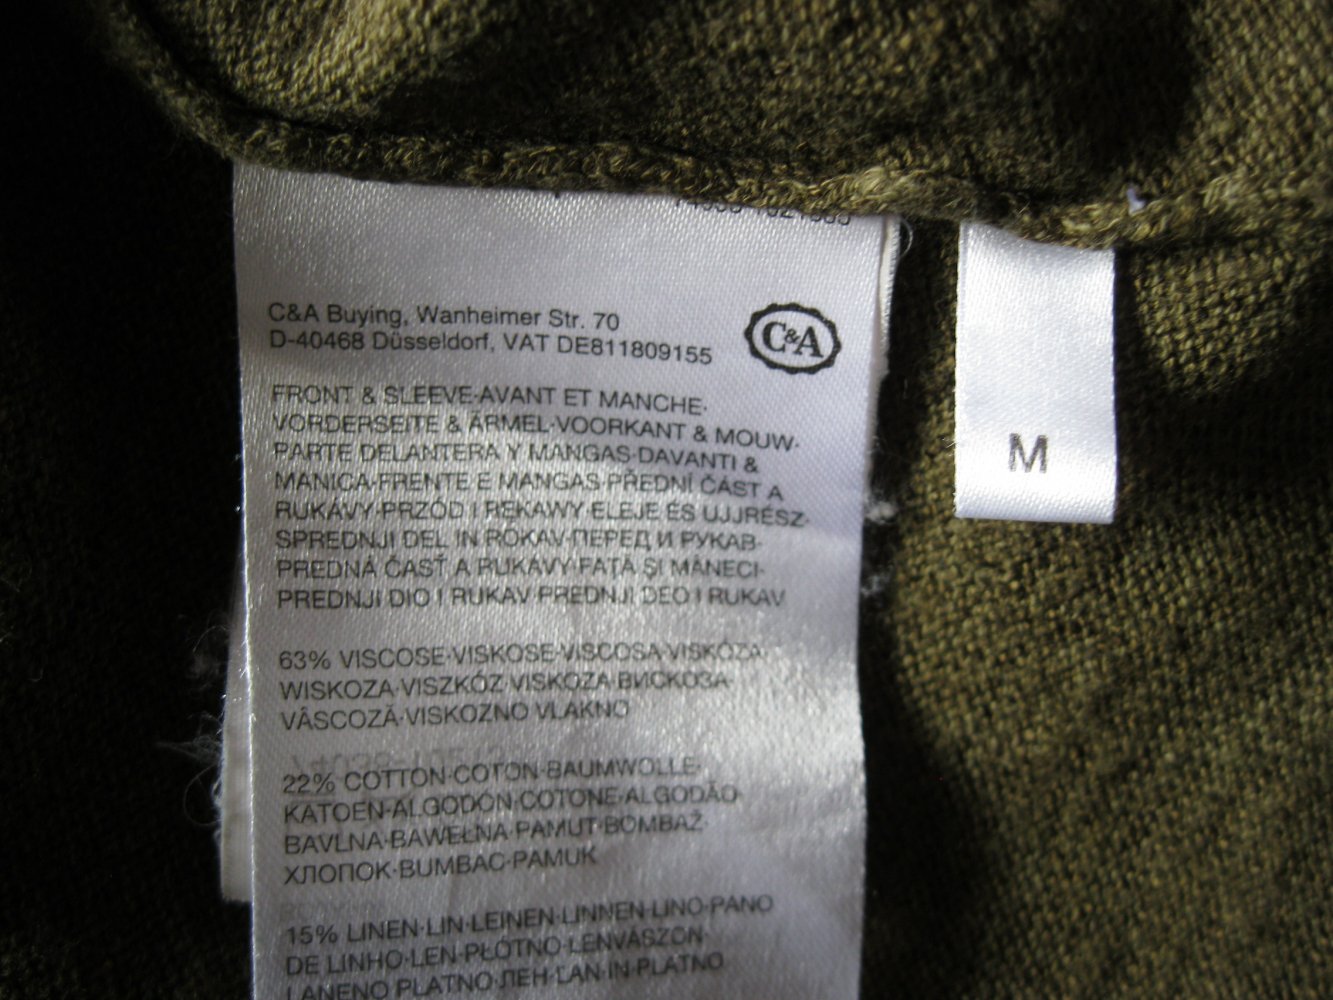 C&A Buying, Wanheimer Str. 70
D-40468 Düsseldorf, VAT DE811809155
C&A
FRONT & SLEEVE·AVANT ET MANCHE·
VORDERSEITE & ÄRMEL·VOORKANT & MOUW·
PARTE DELANTERA Y MANGAS·DAVANTI &
MANICA·FRENTE E MANGAS·PŘEDNÍ ČÁST A
RUKÁVY·PRZÓD I RĘKAWY·ELEJE ÉS UJJRÉSZ·
SPREDNJI DEL IN ROKAV·ПЕРЕД И РУКАВ·
PREDNÁ ČASŤ A RUKÁVY·FAŢĂ ŞI MÂNECI·
PREDNJI DIO I RUKAV·PREDNJI DEO I RUKAV
63% VISCOSE·VISKOSE·VISCOSA·VISKÓZA·
WISKOZA·VISZKÓZ·VISKOZA·ВИСКОЗА·
VÂSCOZĂ·VISKOZNO VLAKNO
22% COTTON·COTON·BAUMWOLLE·
KATOEN·ALGODÓN·COTONE·ALGODÃO·
BAVLNA·BAWEŁNA·PAMUT·BOMBAŽ·
ХЛОПОК·BUMBAC·PAMUK
15% LINEN·LIN·LEINEN·LINNEN·LINO·PANO
DE LINHO·LEN·PŁÓTNO·LENVÁSZON·
LANENO PLATNO·ЛЕН·ĽAN·IN·PLATNO
M